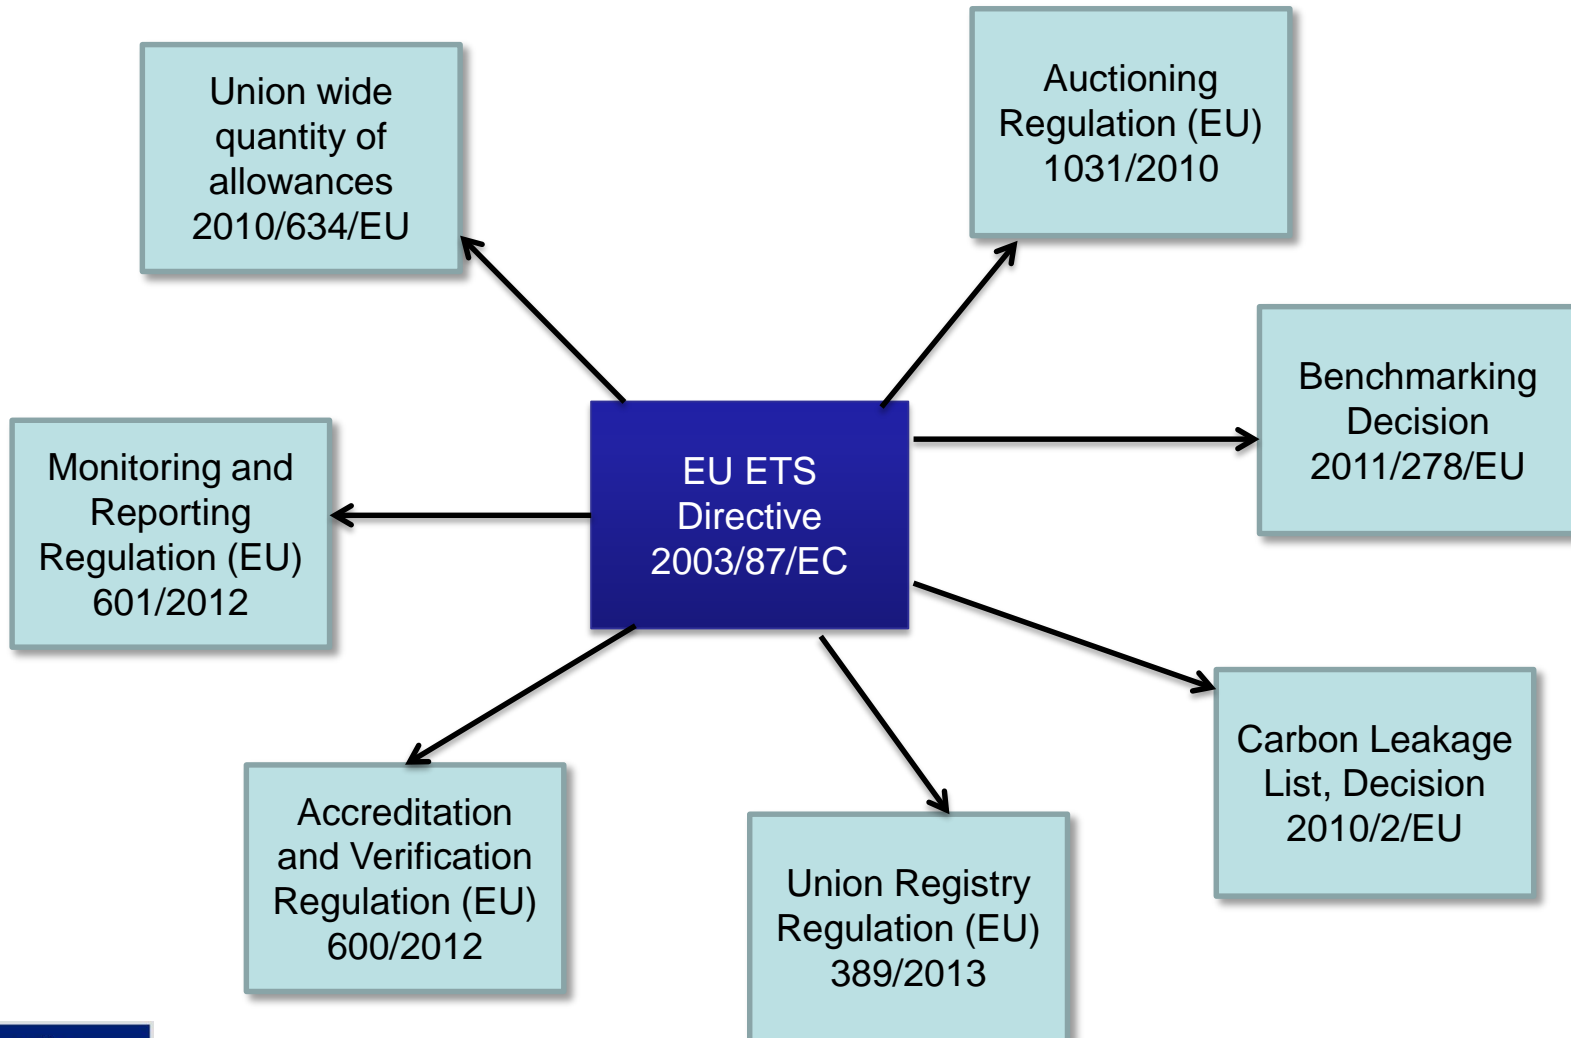 Union wide
quantity of
allowances
2010/634/EU
Auctioning
Regulation (EU)
1031/2010
Benchmarking
Decision
2011/278/EU
Monitoring and
Reporting
Regulation (EU)
601/2012
EU ETS
Directive
2003/87/EC
Carbon Leakage
List, Decision
2010/2/EU
Accreditation
and Verification
Regulation (EU)
600/2012
Union Registry
Regulation (EU)
389/2013